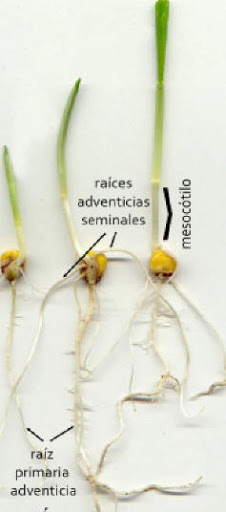 raíces
adventicias
seminales
mesocótilo
raíz
primaria
adventicia